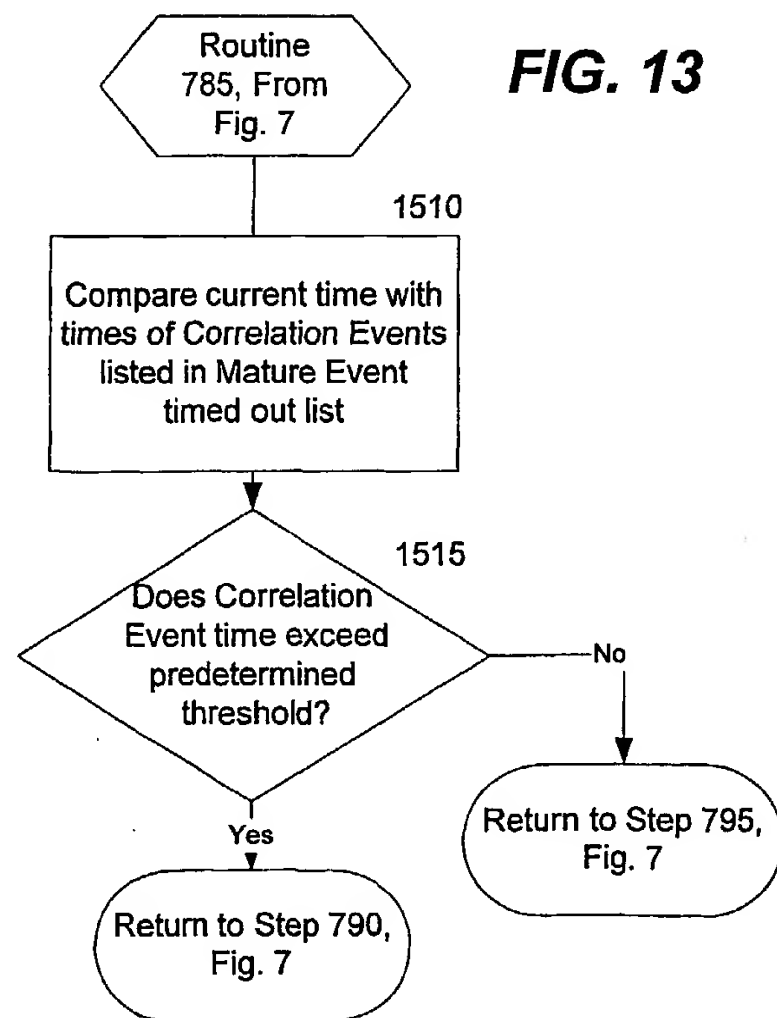 Routine
785, From
Fig. 7
FIG. 13
1510
Compare current time with
times of Correlation Events
listed in Mature Event
timed out list
1515
Does Correlation
Event time exceed
predetermined
threshold?
No
Yes
Return to Step 795,
Fig. 7
Return to Step 790,
Fig. 7